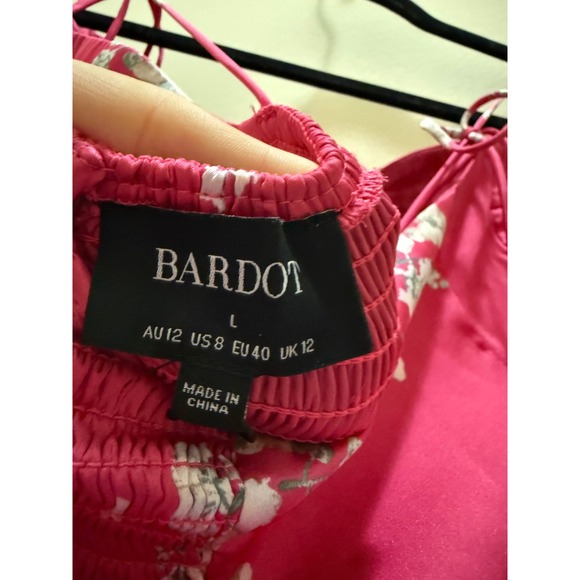 BARDOT
L
AU12 US8 EU40 UK12
MADE IN
CHINA